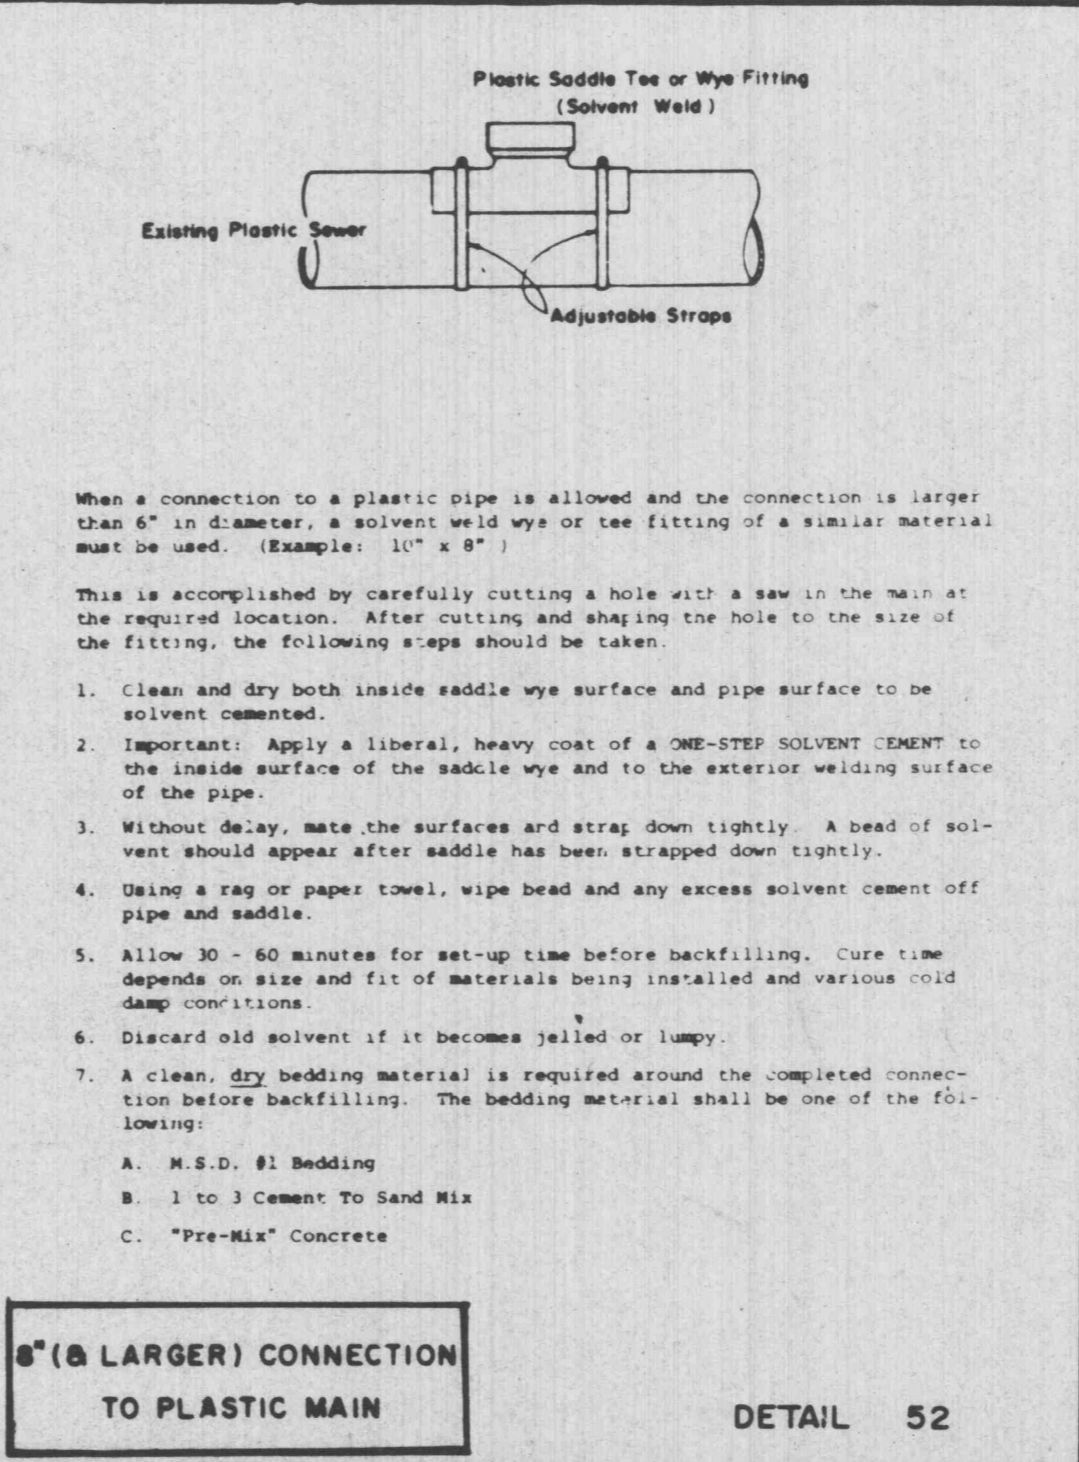 Plastic Saddle Tee or Wye Fitting
(Solvent Weld)
Existing Plastic Sewer
Adjustable Straps
When a connection to a plastic pipe is allowed and the connection is larger
than 6" in diameter, a solvent weld wye or tee fitting of a similar material
must be used. (Example: 10" x 8" )
This is accomplished by carefully cutting a hole with a saw in the main at
the required location. After cutting and shaping the hole to the size of
the fitting, the following steps should be taken.
1. Clean and dry both inside saddle wye surface and pipe surface to be
solvent cemented.
2. Important: Apply a liberal, heavy coat of a ONE-STEP SOLVENT CEMENT to
the inside surface of the saddle wye and to the exterior welding surface
of the pipe.
3. Without delay, mate the surfaces and strap down tightly. A bead of sol-
vent should appear after saddle has been strapped down tightly.
4. Using a rag or paper towel, wipe bead and any excess solvent cement off
pipe and saddle.
5. Allow 30 - 60 minutes for set-up time before backfilling. Cure time
depends on size and fit of materials being installed and various cold
damp conditions.
6. Discard old solvent if it becomes jelled or lumpy.
7. A clean, dry bedding material is required around the completed connec-
tion before backfilling. The bedding material shall be one of the fol-
lowing:
A. M.S.D. #1 Bedding
B. 1 to 3 Cement To Sand Mix
C. "Pre-Mix" Concrete
8" (& LARGER) CONNECTION
TO PLASTIC MAIN
DETAIL 52